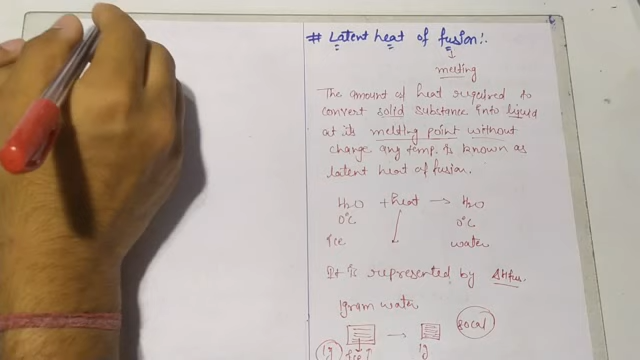 # Latent heat of fusion:-
melting
The amount of heat required to
convert solid substance into liquid
at its melting point without
change any temp. is known as
latent heat of fusion.
H2O + heat → H2O
0°c 0°c
Ice water
It is represented by ΔHfus.
1gram water
→ 80cal
1g Ice 1g